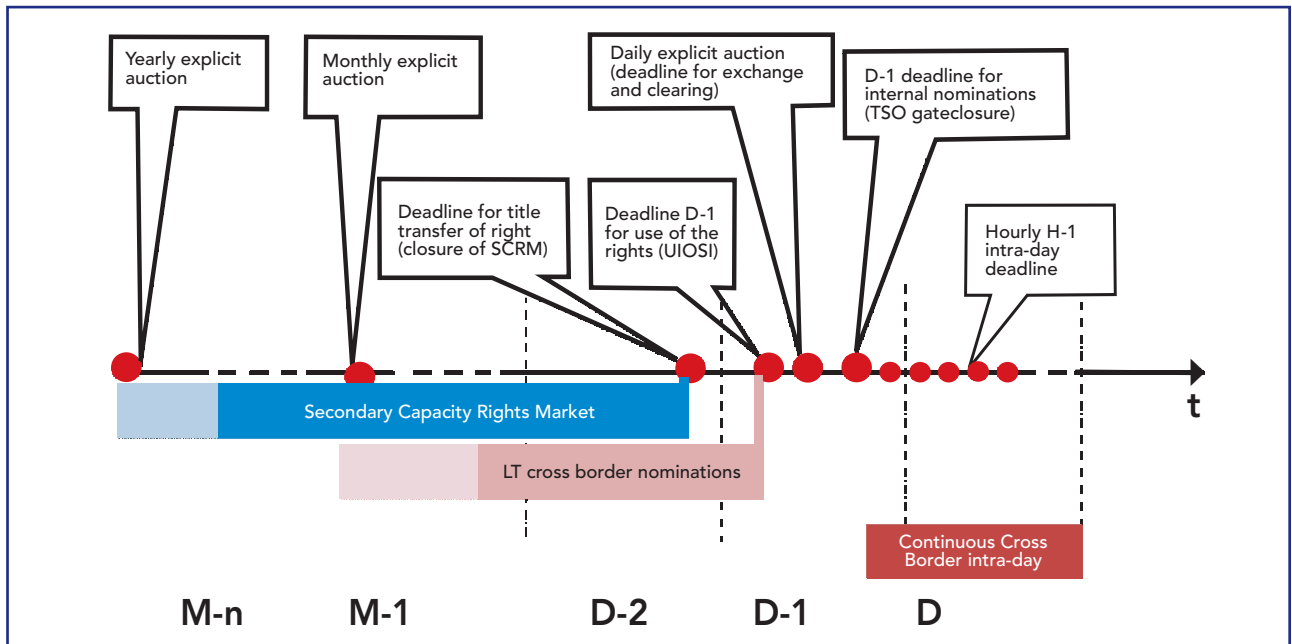 Yearly explicit
auction
Monthly explicit
auction
Daily explicit auction
(deadline for exchange
and clearing)
D-1 deadline for
internal nominations
(TSO gateclosure)
Deadline for title
transfer of right
(closure of SCRM)
Deadline D-1
for use of the
rights (UIOSI)
Hourly H-1
intra-day
deadline
t
Secondary Capacity Rights Market
LT cross border nominations
Continuous Cross
Border intra-day
M-n
M-1
D-2
D-1
D